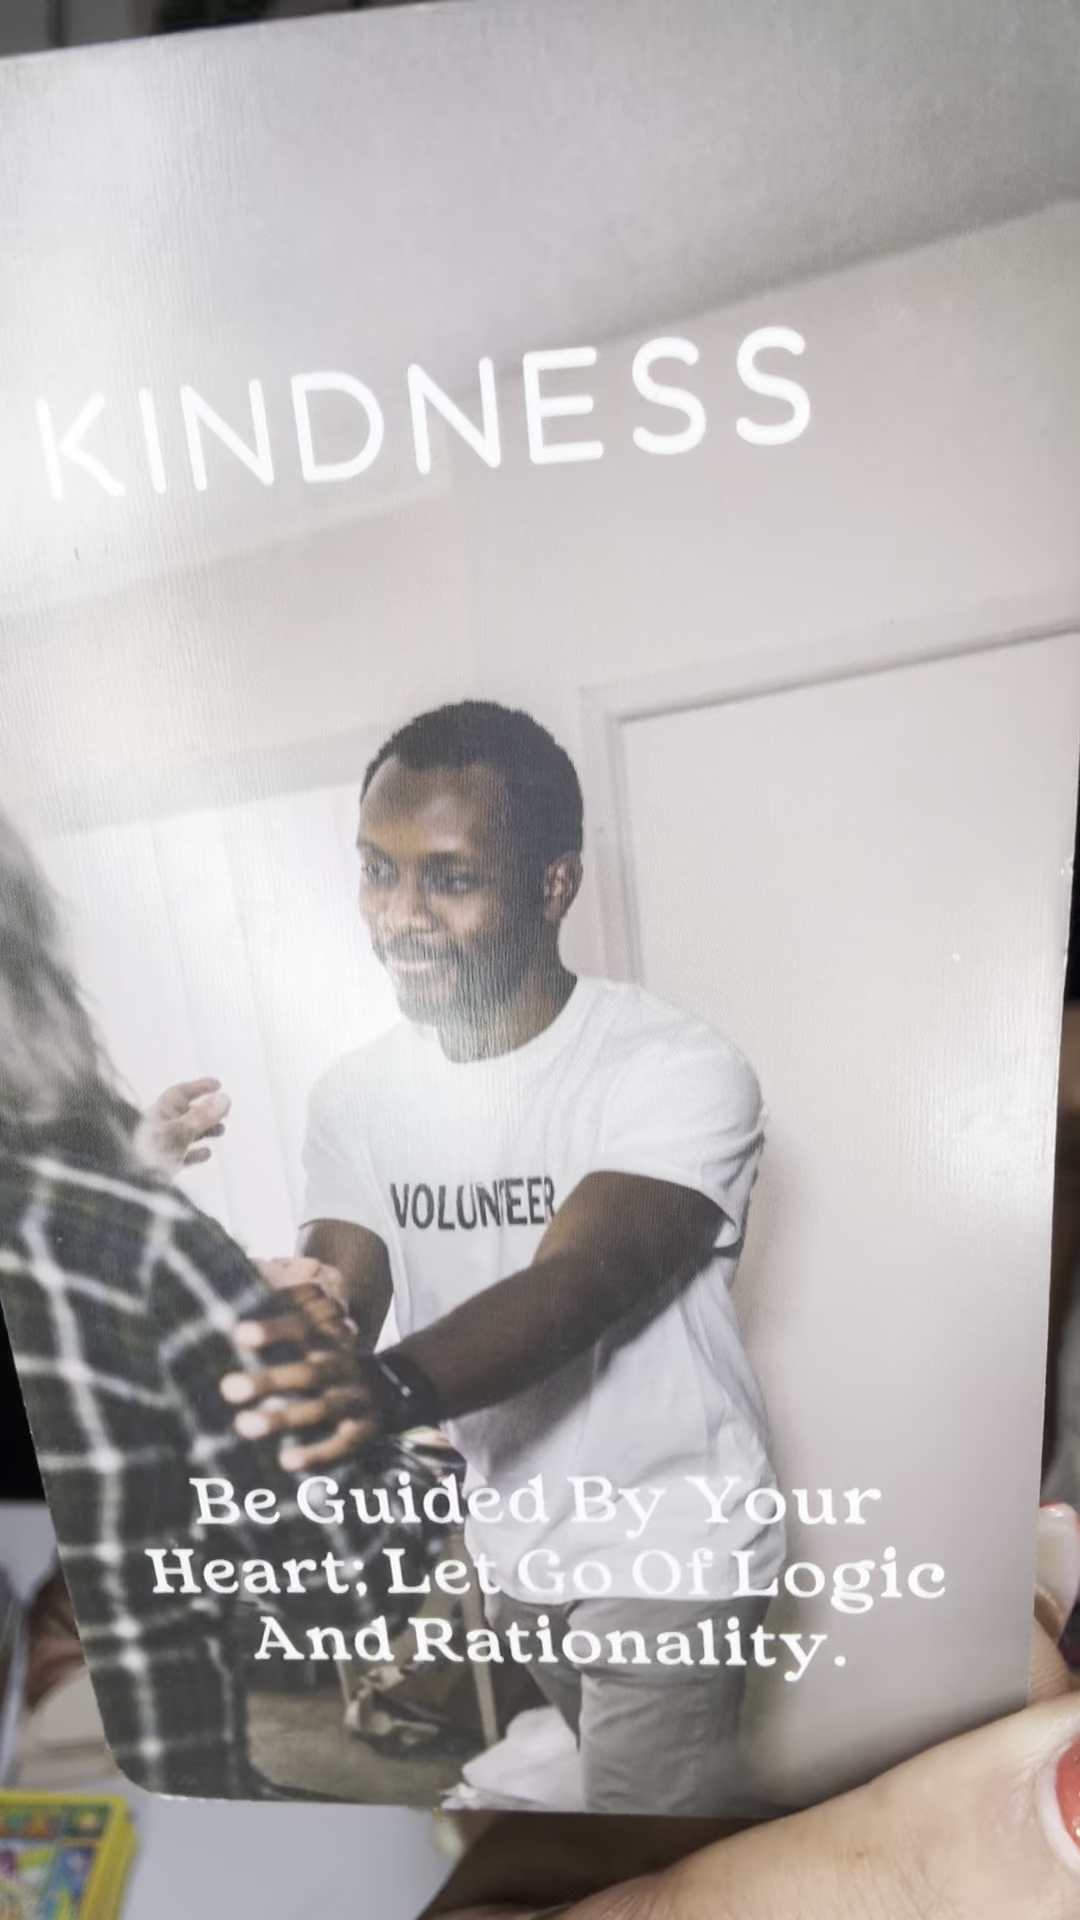 KINDNESS
VOLUNTEER
Be Guided By Your
Heart; Let Go Of Logic
And Rationality.